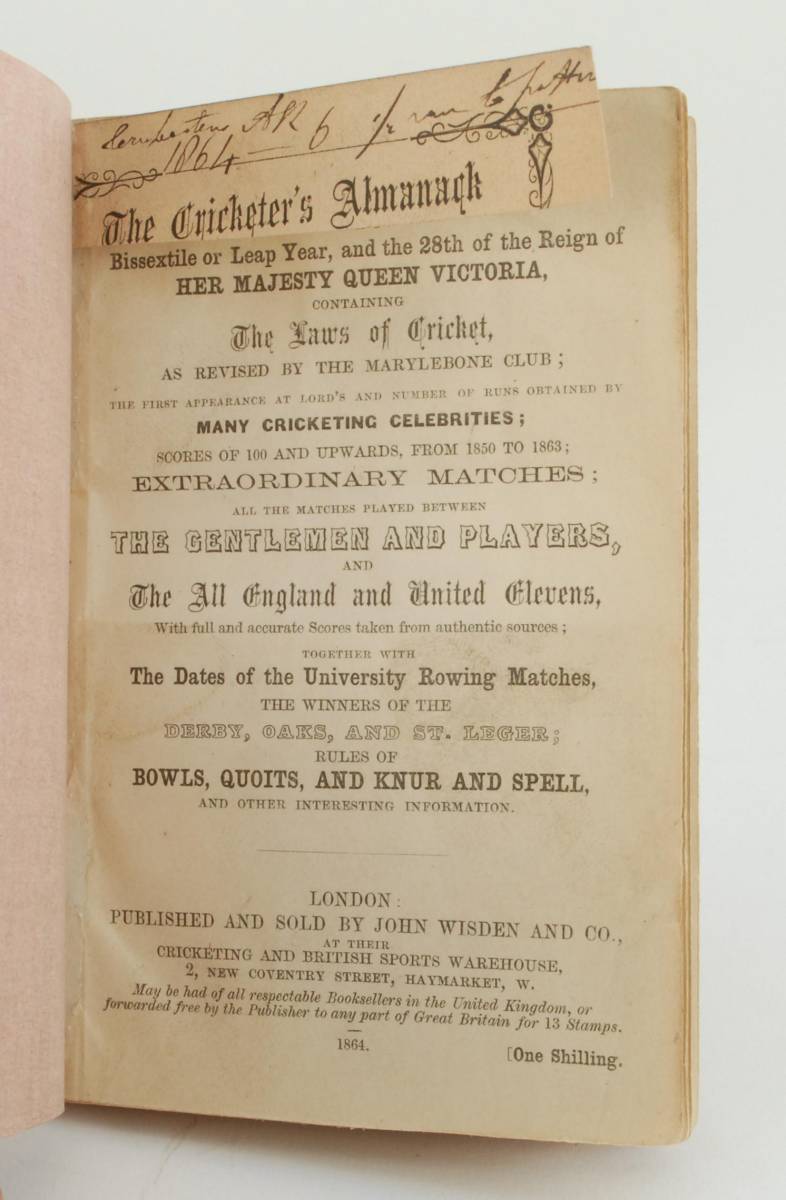 1864 — 6
The Cricketer's Almanack
Bissextile or Leap Year, and the 28th of the Reign of
HER MAJESTY QUEEN VICTORIA,
CONTAINING
The Laws of Cricket,
AS REVISED BY THE MARYLEBONE CLUB;
THE FIRST APPEARANCE AT LORD'S AND NUMBER OF RUNS OBTAINED BY
MANY CRICKETING CELEBRITIES;
SCORES OF 100 AND UPWARDS, FROM 1850 TO 1863;
EXTRAORDINARY MATCHES;
ALL THE MATCHES PLAYED BETWEEN
THE GENTLEMEN AND PLAYERS,
AND
The All England and United Elevens,
With full and accurate Scores taken from authentic sources;
TOGETHER WITH
The Dates of the University Rowing Matches,
THE WINNERS OF THE
DERBY, OAKS, AND ST. LEGER;
RULES OF
BOWLS, QUOITS, AND KNUR AND SPELL,
AND OTHER INTERESTING INFORMATION.
LONDON:
PUBLISHED AND SOLD BY JOHN WISDEN AND CO.,
AT THEIR
CRICKETING AND BRITISH SPORTS WAREHOUSE,
2, NEW COVENTRY STREET, HAYMARKET, W.
May be had of all respectable Booksellers in the United Kingdom, or
forwarded free by the Publisher to any part of Great Britain for 13 Stamps.
1864.
[One Shilling.